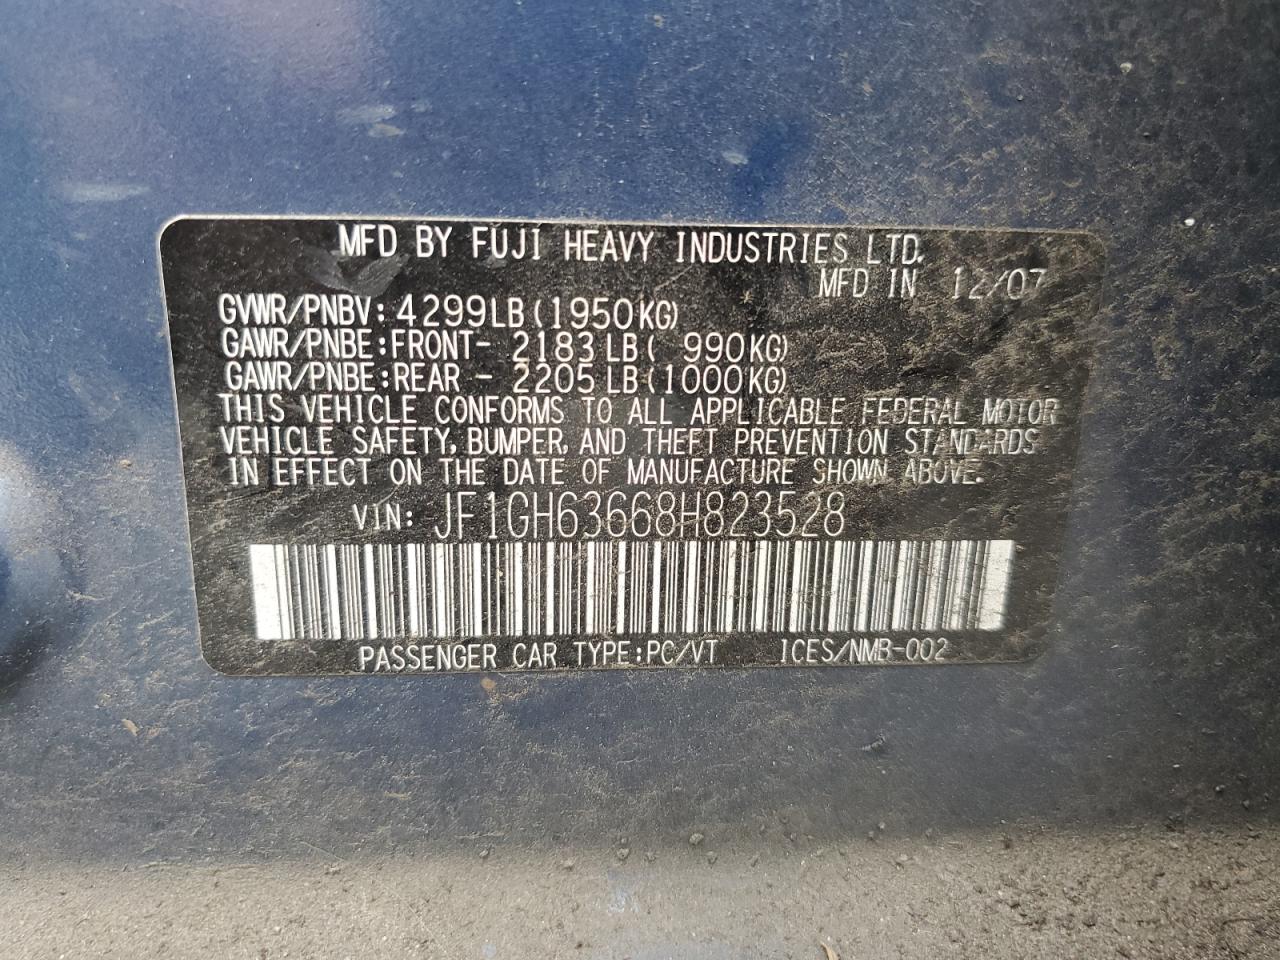 MFD BY FUJI HEAVY INDUSTRIES LTD.
MFD IN 12/07
GVWR/PNBV: 4299LB(1950KG)
GAWR/PNBE:FRONT- 2183LB( 990KG)
GAWR/PNBE:REAR - 2205LB(1000KG)
THIS VEHICLE CONFORMS TO ALL APPLICABLE FEDERAL MOTOR
VEHICLE SAFETY, BUMPER, AND THEFT PREVENTION STANDARDS
IN EFFECT ON THE DATE OF MANUFACTURE SHOWN ABOVE.
VIN: JF1GH63668H823528
PASSENGER CAR TYPE:PC/VT ICES/NMB-002